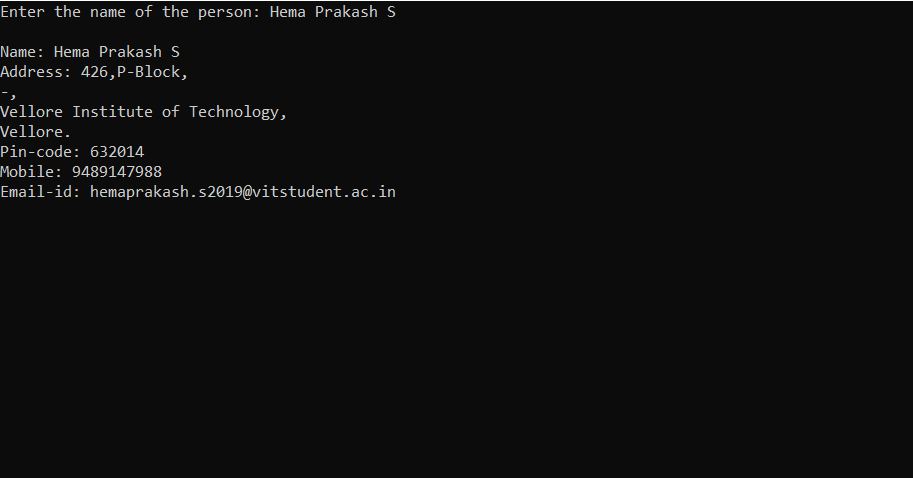 Enter the name of the person: Hema Prakash S
Name: Hema Prakash S
Address: 426,P-Block,
-,
Vellore Institute of Technology,
Vellore.
Pin-code: 632014
Mobile: 9489147988
Email-id: hemaprakash.s2019@vitstudent.ac.in